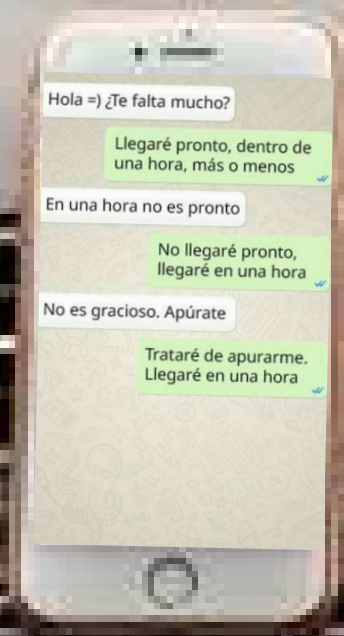 Hola =) ¿Te falta mucho?
Llegaré pronto, dentro de
una hora, más o menos
En una hora no es pronto
No llegaré pronto,
llegaré en una hora
No es gracioso. Apúrate
Trataré de apurarme.
Llegaré en una hora